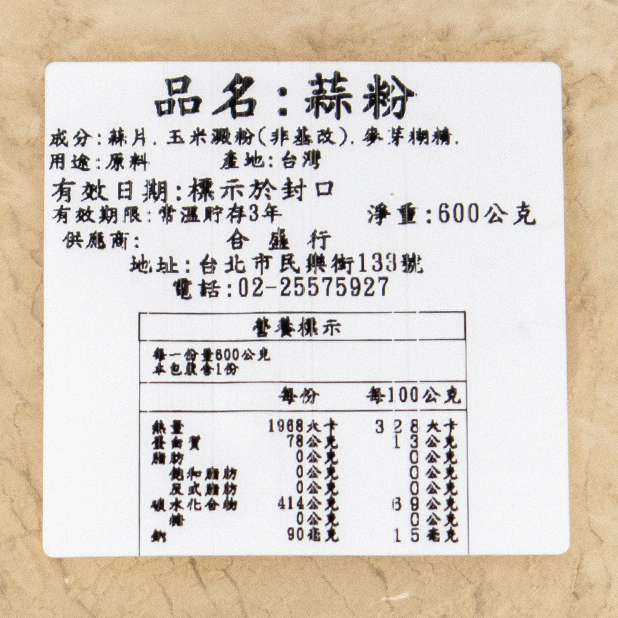 品名:蒜粉
成分:蒜片.玉米澱粉(非基改).麥芽糊精.
用途:原料 產地:台灣
有效日期:標示於封口
有效期限:常溫貯存3年 淨重:600公克
供應商: 合盛行
地址:台北市民樂街133號
電話:02-25575927
營養標示
每一份量600公克
本包裝含1份
每份 每100公克
熱量 1968大卡 328大卡
蛋白質 78公克 13公克
脂肪 0公克 0公克
飽和脂肪 0公克 0公克
反式脂肪 0公克 0公克
碳水化合物 414公克 69公克
糖 0公克 0公克
鈉 90毫克 15毫克